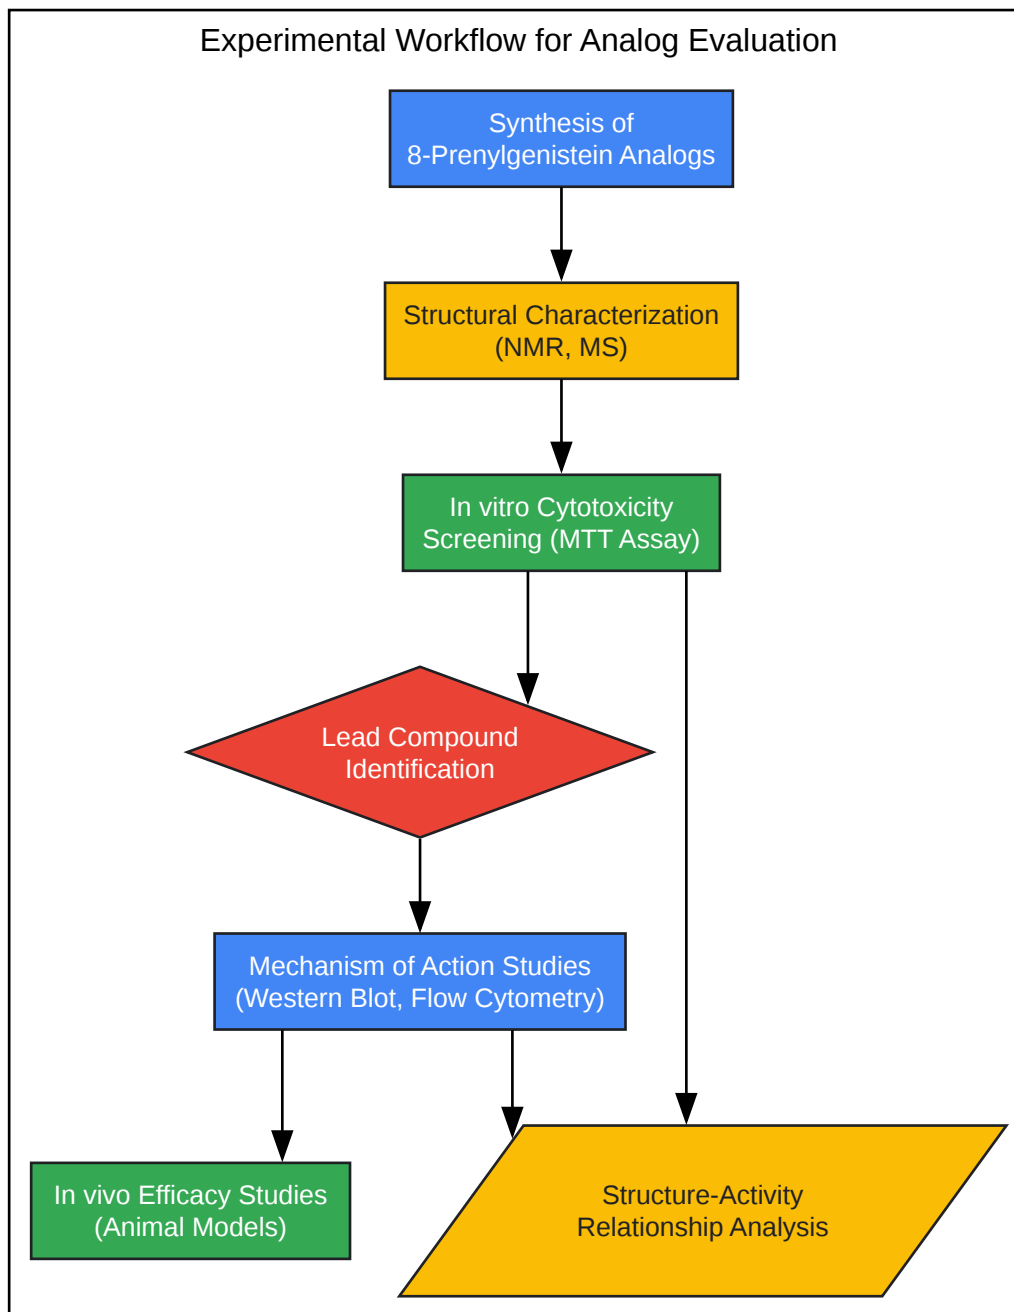 Experimental Workflow for Analog Evaluation
Synthesis of
8-Prenylgenistein Analogs
Structural Characterization
(NMR, MS)
In vitro Cytotoxicity
Screening (MTT Assay)
Lead Compound
Identification
Mechanism of Action Studies
(Western Blot, Flow Cytometry)
In vivo Efficacy Studies
(Animal Models)
Structure-Activity
Relationship Analysis